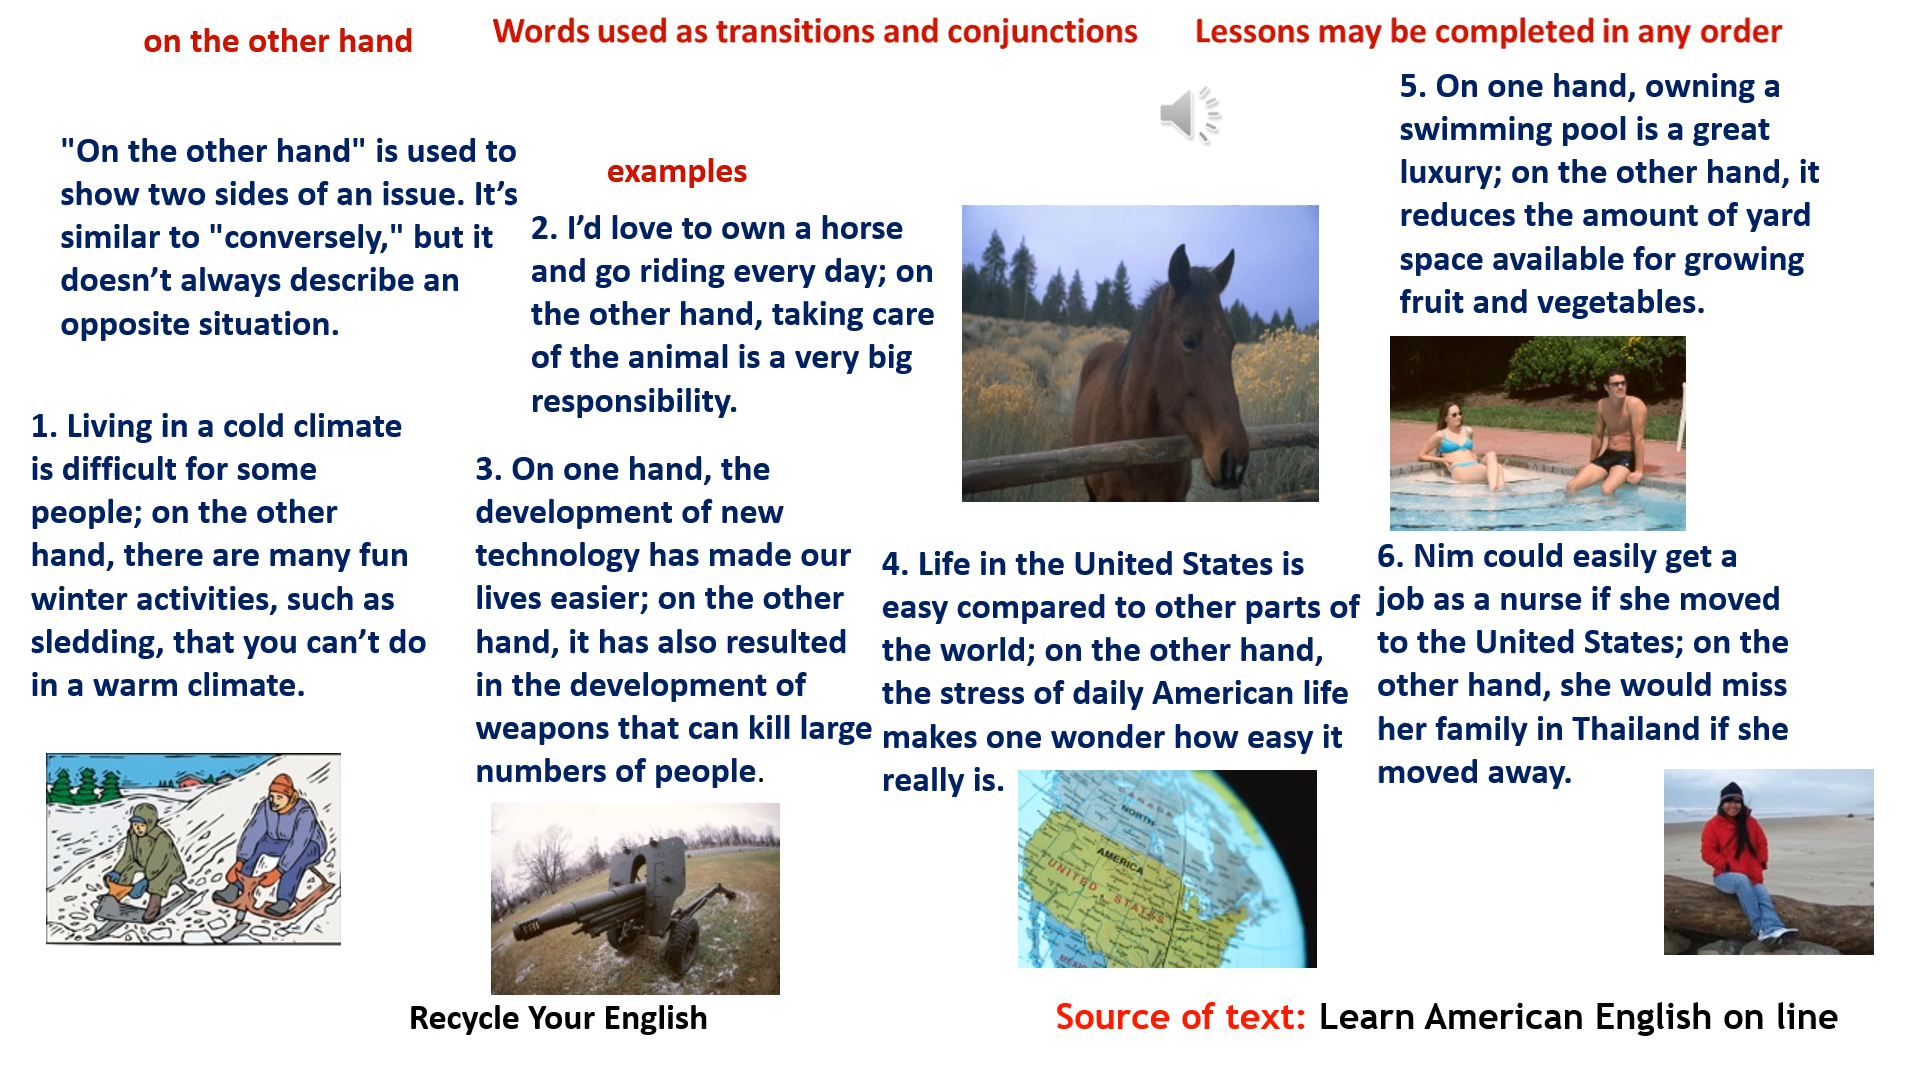 on the other hand
Words used as transitions and conjunctions
Lessons may be completed in any order
"On the other hand" is used to
show two sides of an issue. It’s
similar to "conversely," but it
doesn’t always describe an
opposite situation.
1. Living in a cold climate
is difficult for some
people; on the other
hand, there are many fun
winter activities, such as
sledding, that you can’t do
in a warm climate.
examples
2. I’d love to own a horse
and go riding every day; on
the other hand, taking care
of the animal is a very big
responsibility.
3. On one hand, the
development of new
technology has made our
lives easier; on the other
hand, it has also resulted
in the development of
weapons that can kill large
numbers of people.
4. Life in the United States is
easy compared to other parts of
the world; on the other hand,
the stress of daily American life
makes one wonder how easy it
really is.
CANADA
NORTH
AMERICA
UNITED STATES
MEXICO
5. On one hand, owning a
swimming pool is a great
luxury; on the other hand, it
reduces the amount of yard
space available for growing
fruit and vegetables.
6. Nim could easily get a
job as a nurse if she moved
to the United States; on the
other hand, she would miss
her family in Thailand if she
moved away.
Recycle Your English
Source of text: Learn American English on line